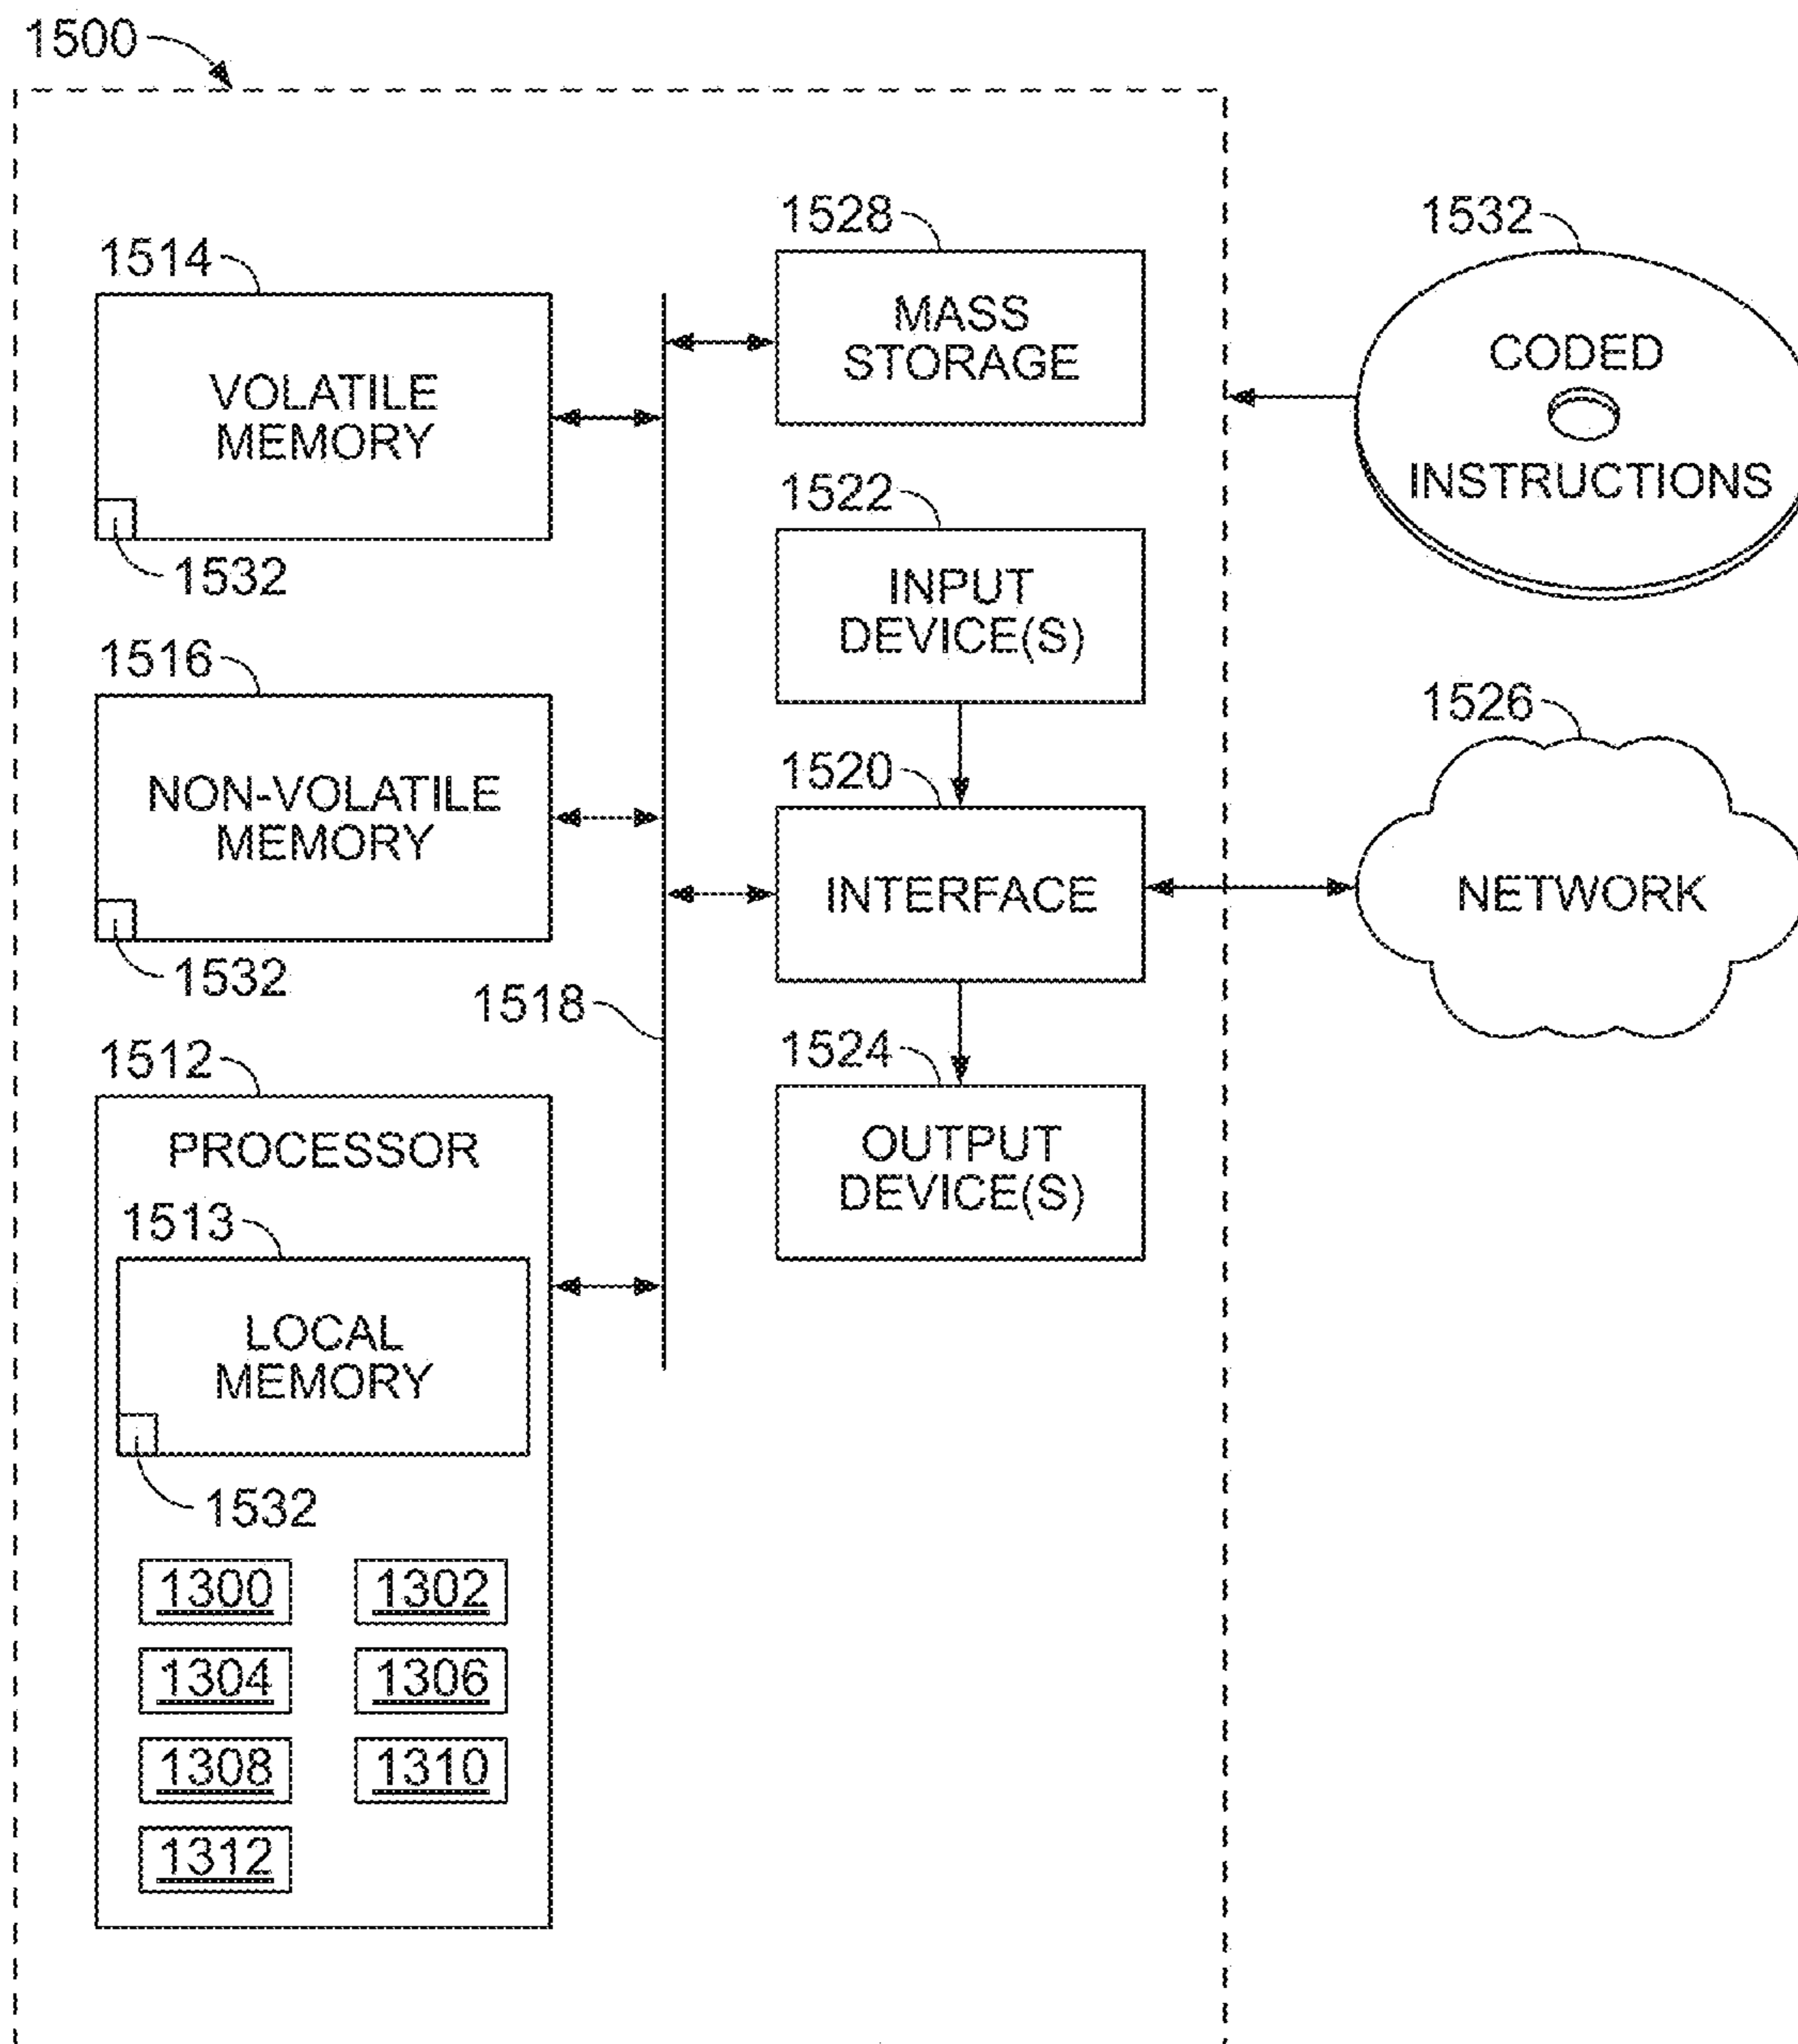 1500
1514
VOLATILE
MEMORY
1532
1516
NON-VOLATILE
MEMORY
1532
1518
1512
PROCESSOR
1513
LOCAL
MEMORY
1532
1300
1302
1304
1306
1308
1310
1312
1528
MASS
STORAGE
1522
INPUT
DEVICE(S)
1520
INTERFACE
1524
OUTPUT
DEVICE(S)
1532
CODED
INSTRUCTIONS
1526
NETWORK